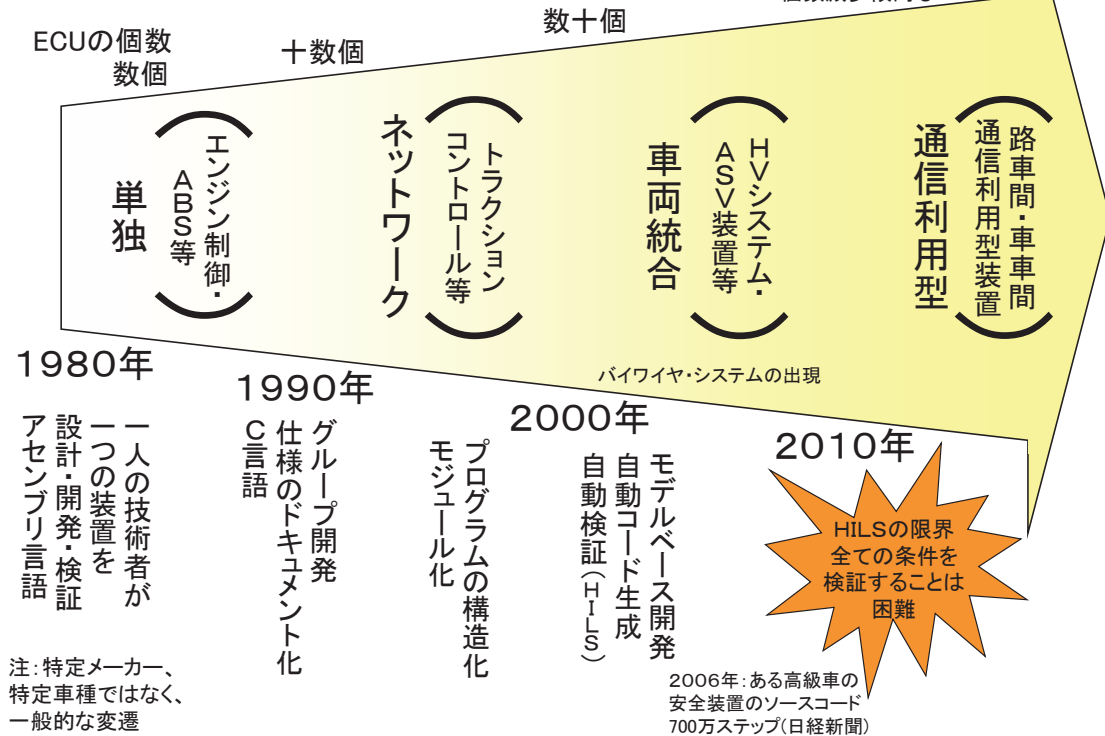 ECUの個数
数個
十数個
数十個
単独
エンジン制御・
ABS等
ネットワーク
トラクション
コントロール等
車両統合
HVシステム・
ASV装置等
通信利用型
路車間・車車間
通信利用型装置
1980年
1990年
バイワイヤ・システムの出現
2000年
2010年
一人の技術者が
一つの装置を
設計・開発・検証
アセンブリ言語
グループ開発
仕様のドキュメント化
C言語
プログラムの構造化
モジュール化
モデルベース開発
自動コード生成
自動検証(HILS)
HILSの限界
全ての条件を
検証することは
困難
注:特定メーカー、
特定車種ではなく、
一般的な変遷
2006年:ある高級車の
安全装置のソースコード
700万ステップ(日経新聞)